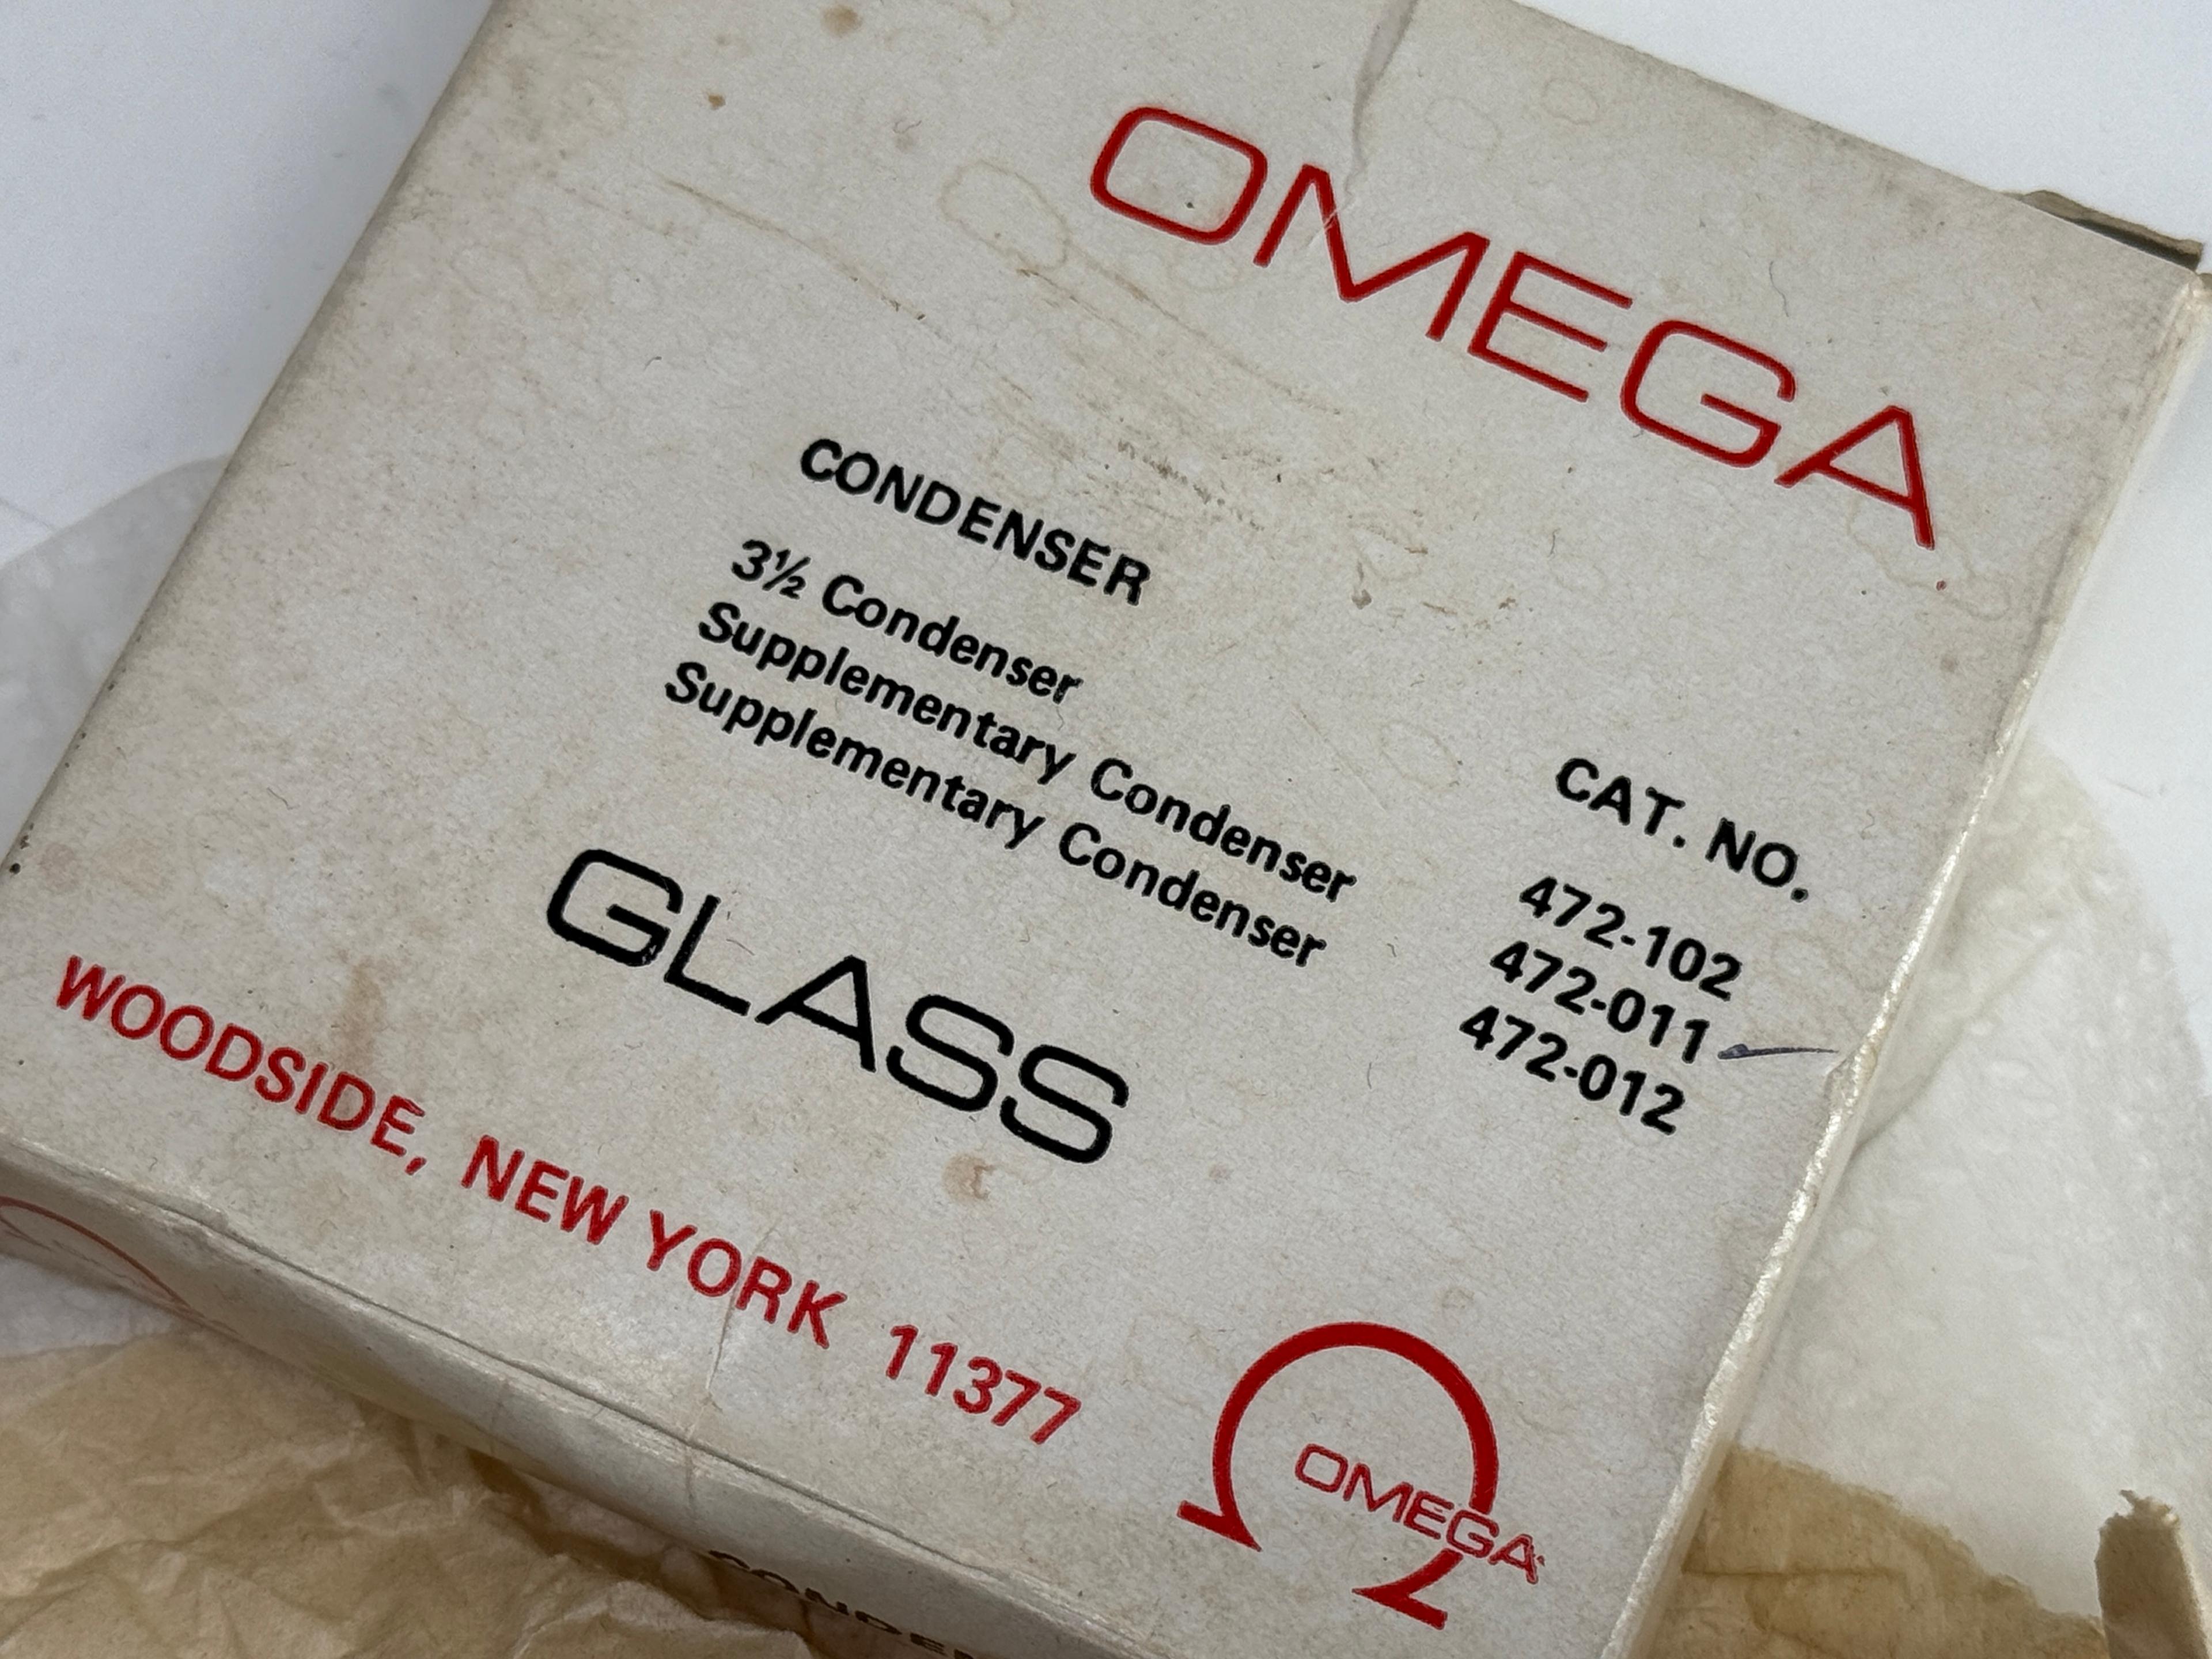 OMEGA
CONDENSER CAT. NO.
3½ Condenser 472-102
Supplementary Condenser 472-011
Supplementary Condenser 472-012
GLASS
WOODSIDE, NEW YORK 11377
OMEGA